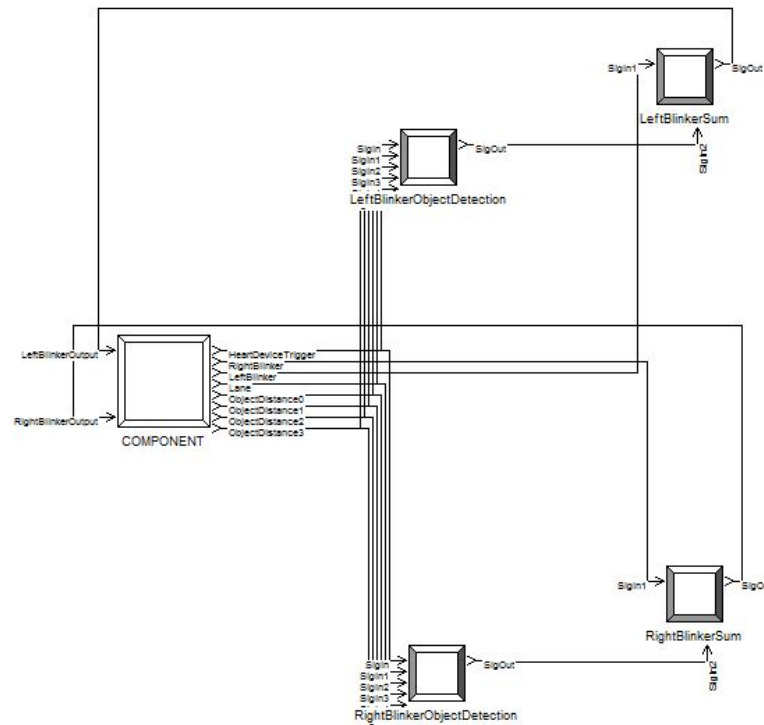 SigIn1
SigOut
LeftBlinkerSum
SigIn2
SigIn
SigIn1
SigIn2
SigIn3
SigOut
LeftBlinkerObjectDetection
LeftBlinkerOutput
RightBlinkerOutput
HeartDeviceTrigger
RightBlinker
LeftBlinker
Lane
ObjectDistance0
ObjectDistance1
ObjectDistance2
ObjectDistance3
COMPONENT
SigIn1
SigO
RightBlinkerSum
SigIn2
SigIn
SigIn1
SigIn2
SigIn3
SigOut
RightBlinkerObjectDetection